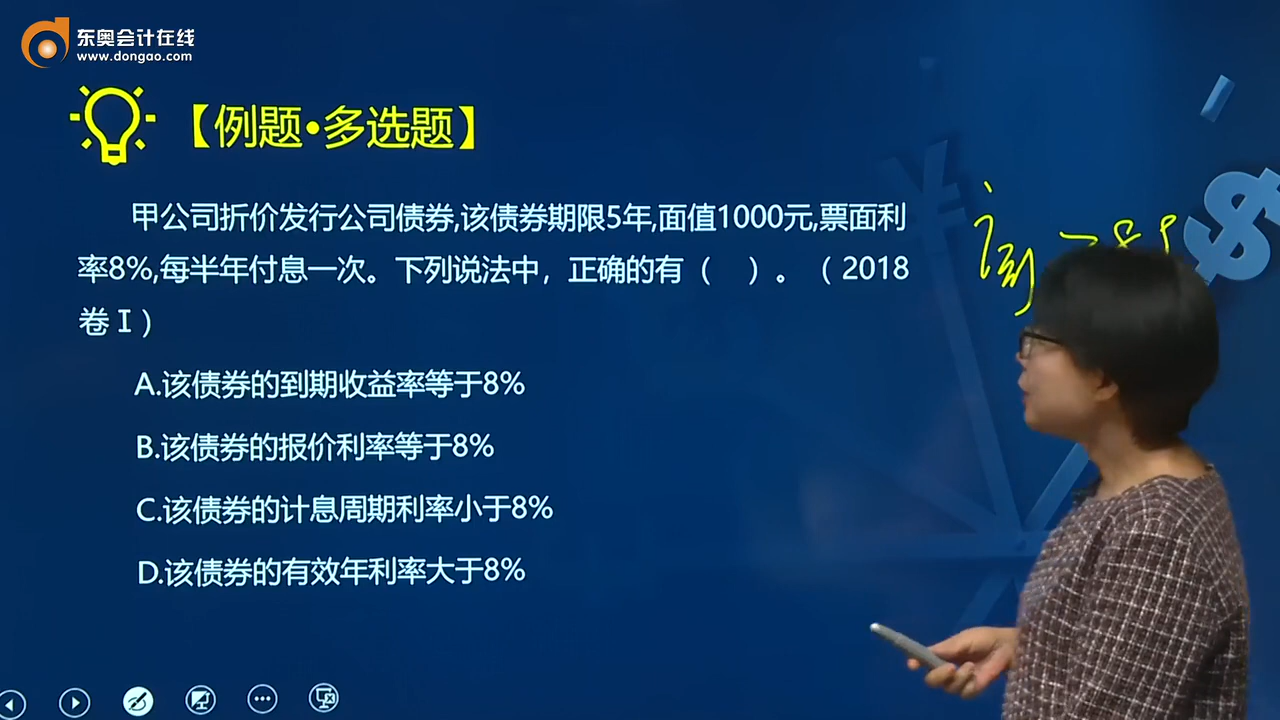 东奥会计在线
www.dongao.com
【例题•多选题】
甲公司折价发行公司债券,该债券期限5年,面值1000元,票面利
率8%,每半年付息一次。下列说法中，正确的有（　）。（2018
卷Ⅰ）
A.该债券的到期收益率等于8%
B.该债券的报价利率等于8%
C.该债券的计息周期利率小于8%
D.该债券的有效年利率大于8%